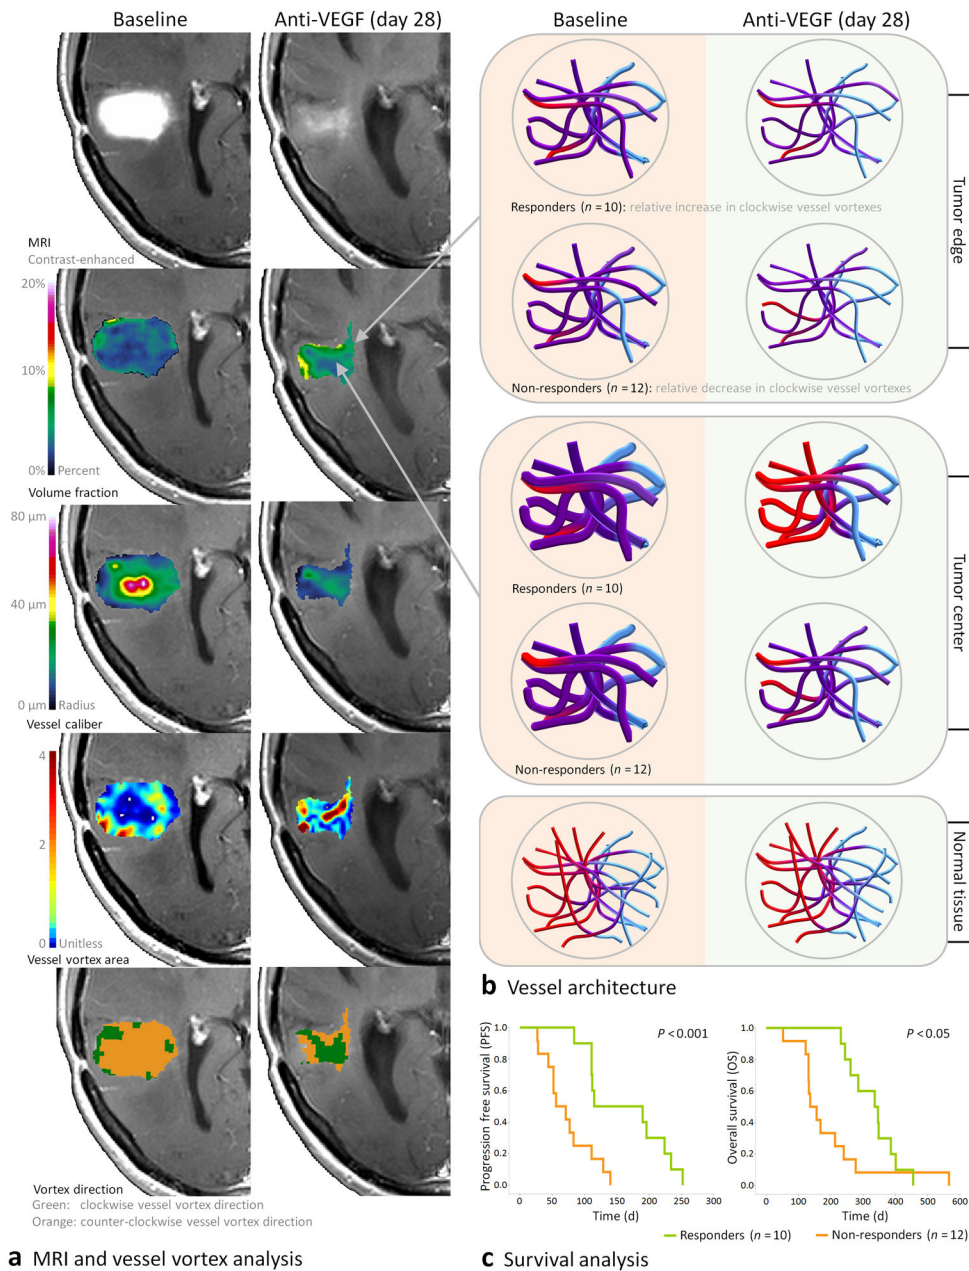 Baseline
Anti-VEGF (day 28)
MRI
Contrast-enhanced
20%
10%
0%
Percent
Volume fraction
80 µm
40 µm
0 µm
Radius
Vessel caliber
4
2
0
Unitless
Vessel vortex area
Vortex direction
Green: clockwise vessel vortex direction
Orange: counter-clockwise vessel vortex direction
a MRI and vessel vortex analysis
Baseline
Anti-VEGF (day 28)
Responders (n = 10): relative increase in clockwise vessel vortexes
Non-responders (n = 12): relative decrease in clockwise vessel vortexes
Tumor edge
Responders (n = 10)
Non-responders (n = 12)
Tumor center
Normal tissue
b Vessel architecture
P < 0.001
Progression free survival (PFS)
1.0
0.8
0.6
0.4
0.2
0.0
0
50
100
150
200
250
300
Time (d)
P < 0.05
Overall survival (OS)
1.0
0.8
0.6
0.4
0.2
0.0
0
100
200
300
400
500
600
Time (d)
Responders (n = 10)
Non-responders (n = 12)
c Survival analysis